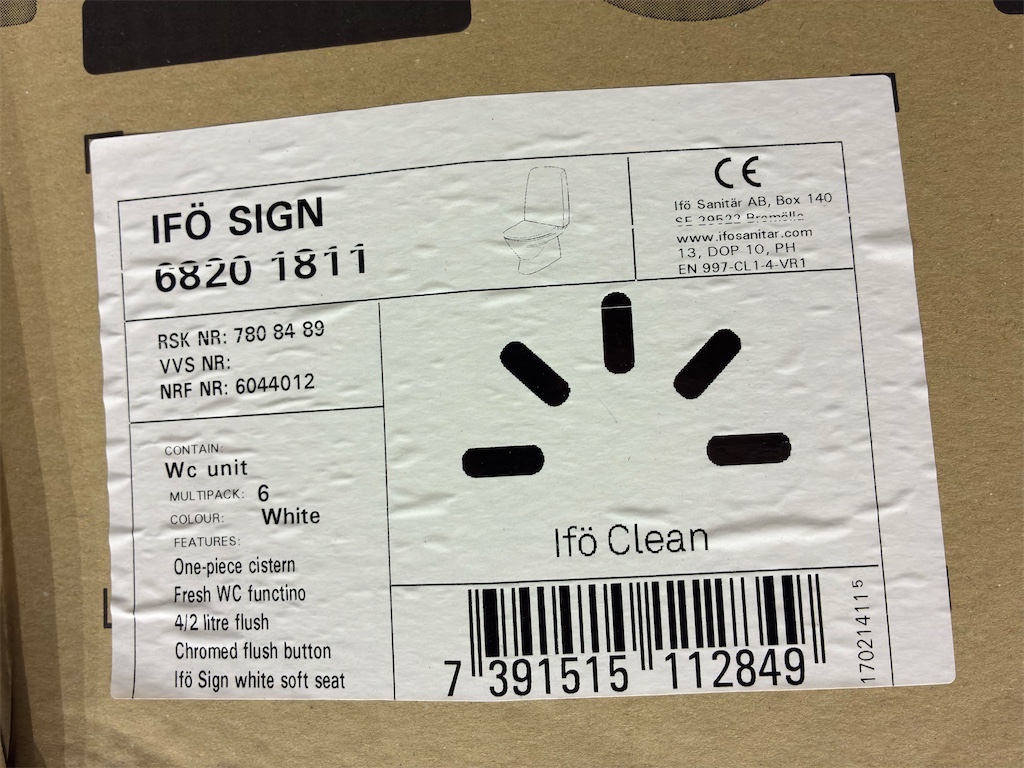 IFÖ SIGN
6820 1811
CE
Ifö Sanitär AB, Box 140
SE 29522 Bromölla
www.ifosanitar.com
13, DOP 10, PH
EN 997-CL1-4-VR1
RSK NR: 780 84 89
VVS NR:
NRF NR: 6044012
CONTAIN:
Wc unit
MULTIPACK: 6
COLOUR: White
FEATURES:
One-piece cistern
Fresh WC functino
4/2 litre flush
Chromed flush button
Ifö Sign white soft seat
Ifö Clean
7 391515 112849
170214115